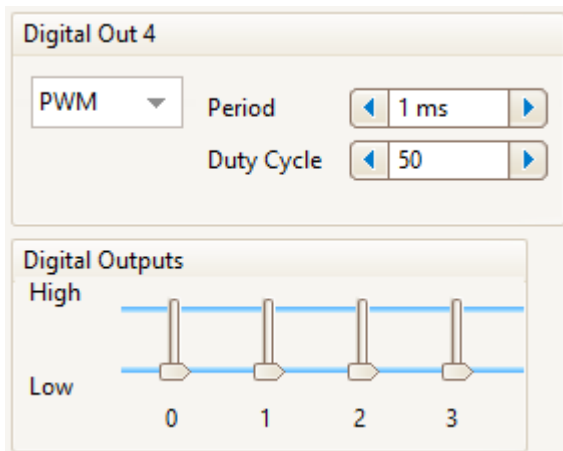 Digital Out 4
PWM
Period 1 ms
Duty Cycle 50
Digital Outputs
High
Low
0 1 2 3